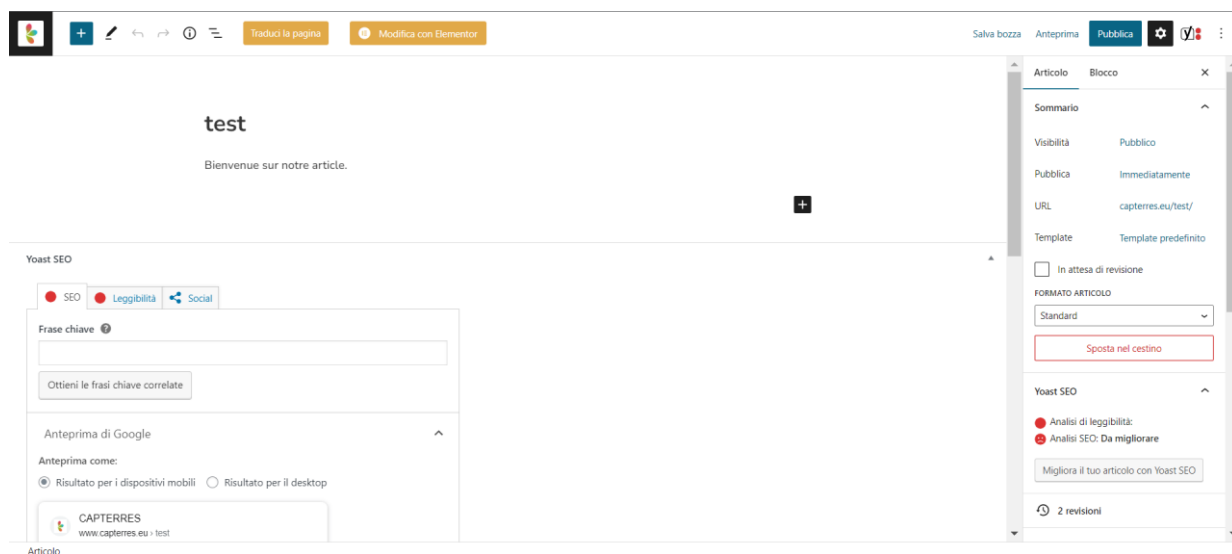 Traduci la pagina
Modifica con Elementor
Salva bozza
Anteprima
Pubblica
test
Bienvenue sur notre article.
Yoast SEO
SEO
Leggibilità
Social
Frase chiave
Ottieni le frasi chiave correlate
Anteprima di Google
Anteprima come:
Risultato per i dispositivi mobili
Risultato per il desktop
CAPTERRES
www.capterres.eu › test
Articolo
Articolo Blocco
Sommario
Visibilità Pubblico
Pubblica Immediatamente
URL capterres.eu/test/
Template Template predefinito
In attesa di revisione
FORMATO ARTICOLO
Standard
Sposta nel cestino
Yoast SEO
Analisi di leggibilità:
Analisi SEO: Da migliorare
Migliora il tuo articolo con Yoast SEO
2 revisioni